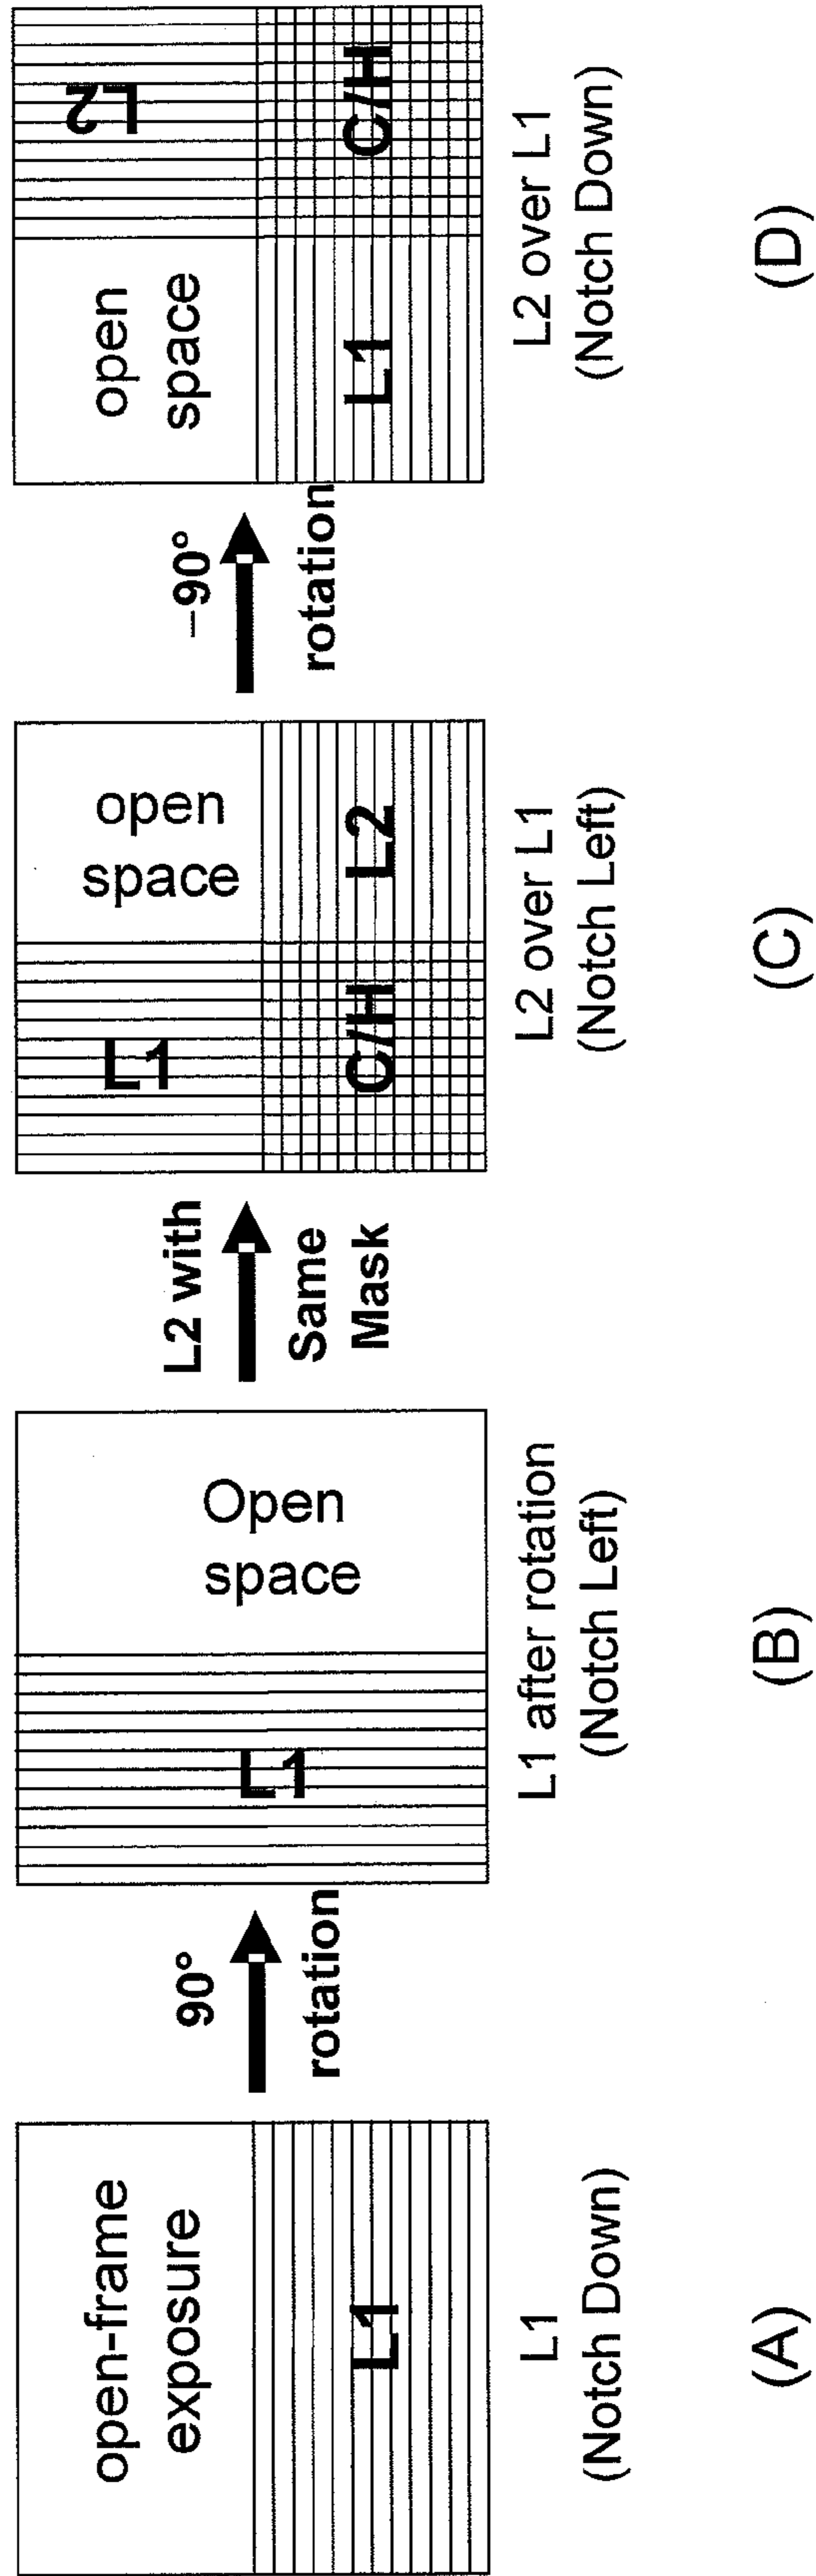 open-frame
exposure
L1
L1
(Notch Down)
(A)
90°
rotation
Open
space
L1
L1 after rotation
(Notch Left)
(B)
L2 with
Same
Mask
L1
open
space
C/H
L2
L2 over L1
(Notch Left)
(C)
−90°
rotation
open
space
L2
L1
C/H
L2 over L1
(Notch Down)
(D)